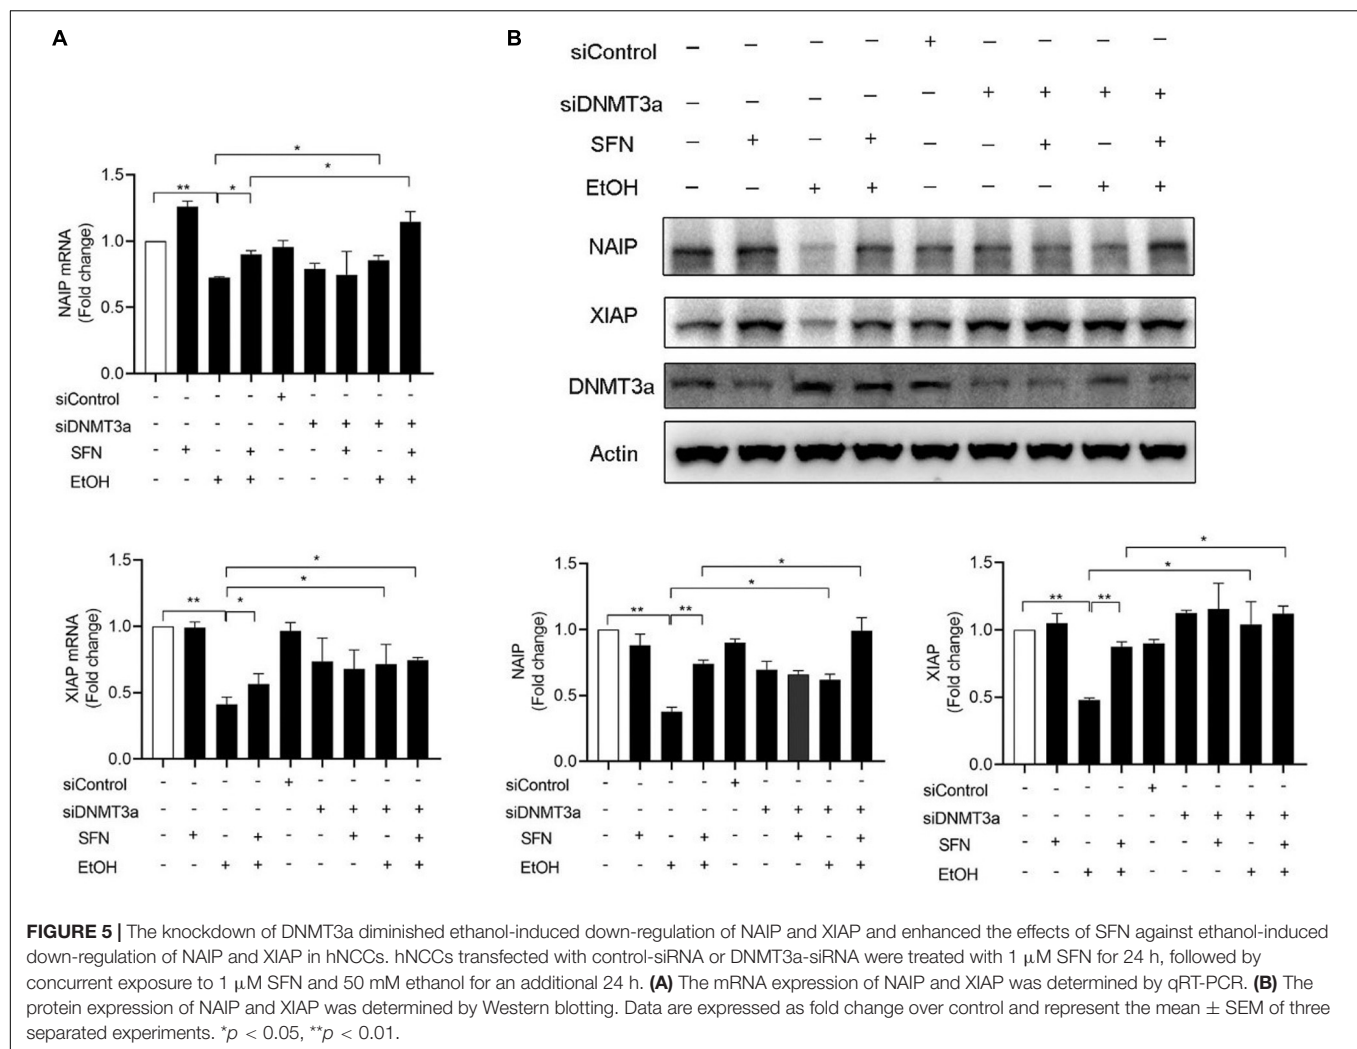 A
1.5
1.0
0.5
0.0
NAIP mRNA
(Fold change)
** * * *
siControl - - - - + - - - -
siDNMT3a - - - - - + + + +
SFN - + - + - - + - +
EtOH - - + + - - - + +
1.5
1.0
0.5
0.0
XIAP mRNA
(Fold change)
** * * *
siControl - - - - + - - - -
siDNMT3a - - - - - + + + +
SFN - + - + - - + - +
EtOH - - + + - - - + +
B
siControl – – – – + – – – –
siDNMT3a – – – – – + + + +
SFN – + – + – – + – +
EtOH – – + + – – – + +
NAIP
XIAP
DNMT3a
Actin
1.5
1.0
0.5
0.0
NAIP
(Fold change)
** ** * *
siControl - - - - + - - - -
siDNMT3a - - - - - + + + +
SFN - + - + - - + - +
EtOH - - + + - - - + +
1.5
1.0
0.5
0.0
XIAP
(Fold change)
** ** * *
siControl - - - - + - - - -
siDNMT3a - - - - - + + + +
SFN - + - + - - + - +
EtOH - - + + - - - + +
FIGURE 5 | The knockdown of DNMT3a diminished ethanol-induced down-regulation of NAIP and XIAP and enhanced the effects of SFN against ethanol-induced
down-regulation of NAIP and XIAP in hNCCs. hNCCs transfected with control-siRNA or DNMT3a-siRNA were treated with 1 μM SFN for 24 h, followed by
concurrent exposure to 1 μM SFN and 50 mM ethanol for an additional 24 h. (A) The mRNA expression of NAIP and XIAP was determined by qRT-PCR. (B) The
protein expression of NAIP and XIAP was determined by Western blotting. Data are expressed as fold change over control and represent the mean ± SEM of three
separated experiments. *p < 0.05, **p < 0.01.